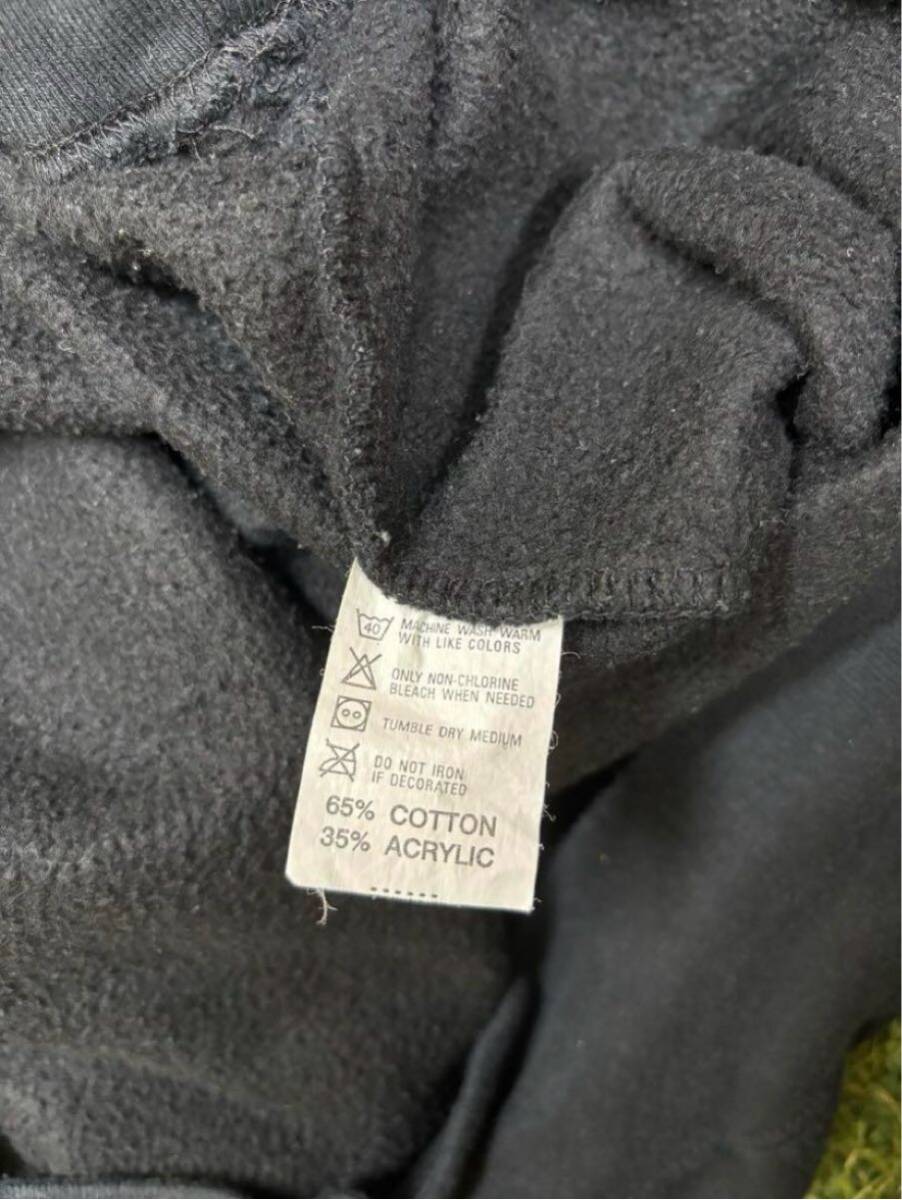 40 MACHINE WASH WARM
WITH LIKE COLORS
ONLY NON-CHLORINE
BLEACH WHEN NEEDED
TUMBLE DRY MEDIUM
DO NOT IRON
IF DECORATED
65% COTTON
35% ACRYLIC